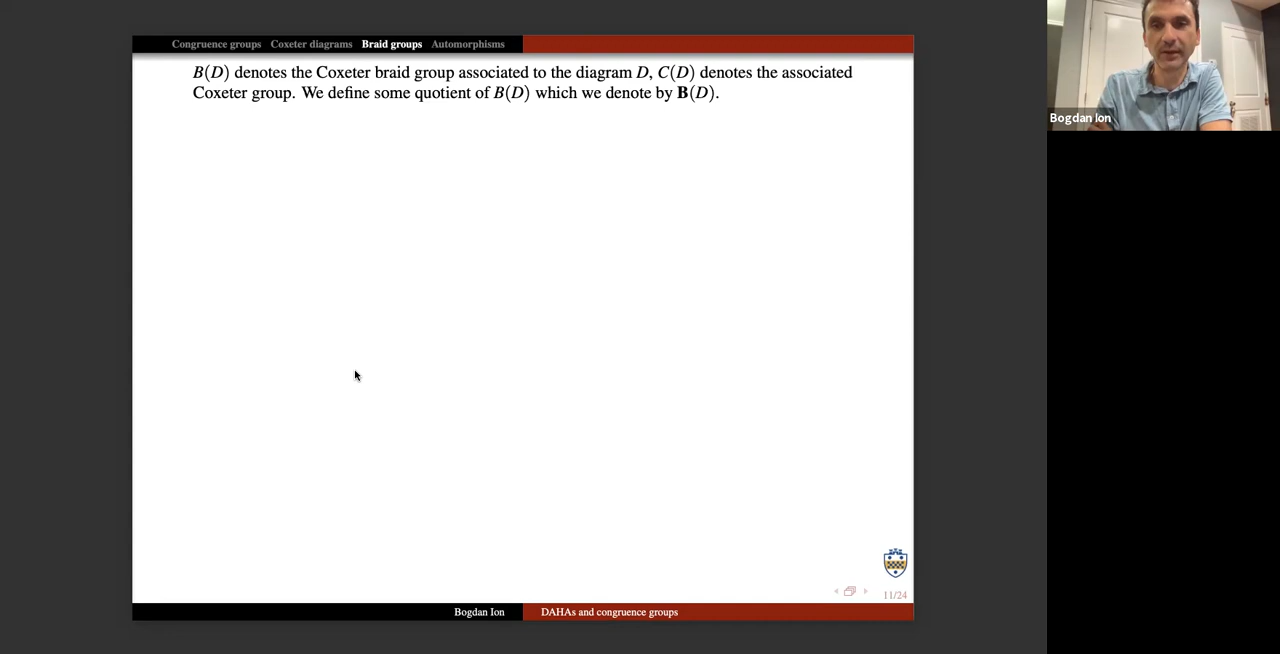 Congruence groups Coxeter diagrams Braid groups Automorphisms
B(D) denotes the Coxeter braid group associated to the diagram D, C(D) denotes the associated
Coxeter group. We define some quotient of B(D) which we denote by B(D).
Bogdan Ion
11/24
Bogdan Ion DAHAs and congruence groups